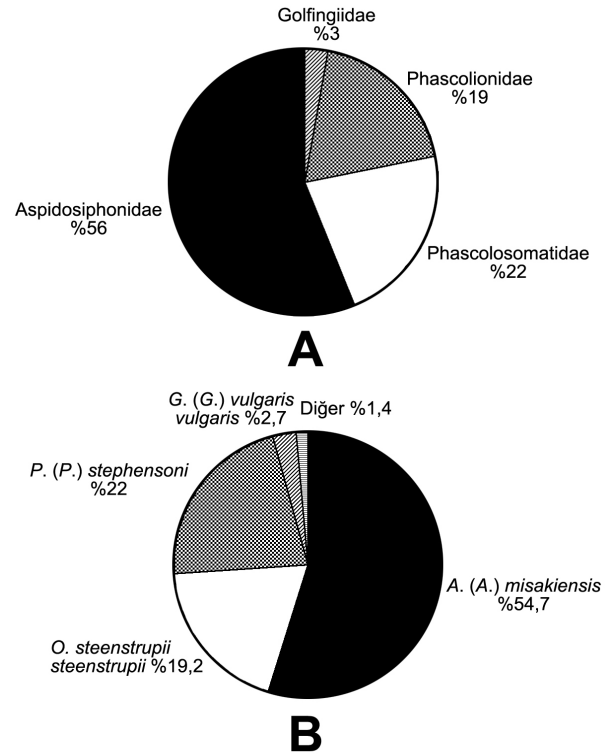 Golfingiidae
%3
Phascolionidae
%19
Aspidosiphonidae
%56
Phascolosomatidae
%22
A
G. (G.) vulgaris
vulgaris %2,7
Diğer %1,4
P. (P.) stephensoni
%22
A. (A.) misakiensis
%54,7
O. steenstrupii
steenstrupii %19,2
B